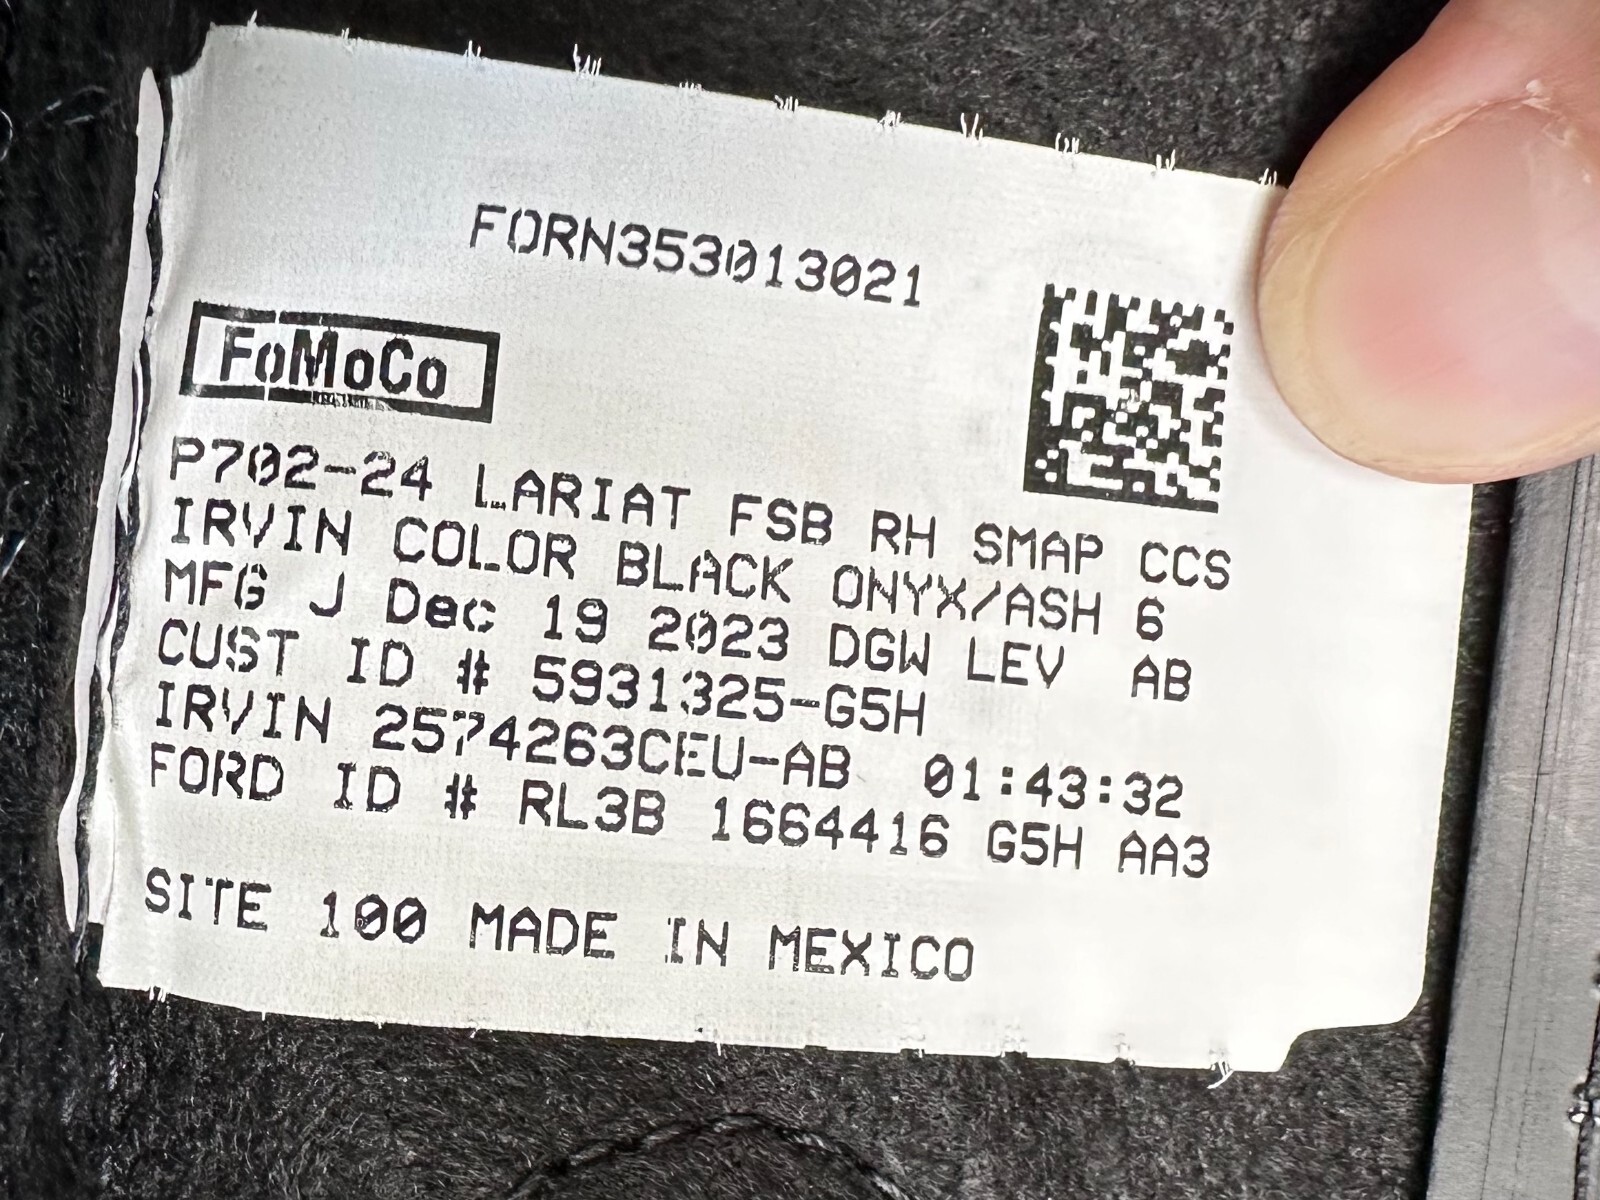 FORN353013021
FoMoCo
P702-24 LARIAT FSB RH SMAP CCS
IRVIN COLOR BLACK ONYX/ASH 6
MFG J Dec 19 2023 DGW LEV AB
CUST ID # 5931325-G5H
IRVIN 2574263CEU-AB 01:43:32
FORD ID # RL3B 1664416 G5H AA3
SITE 100 MADE IN MEXICO